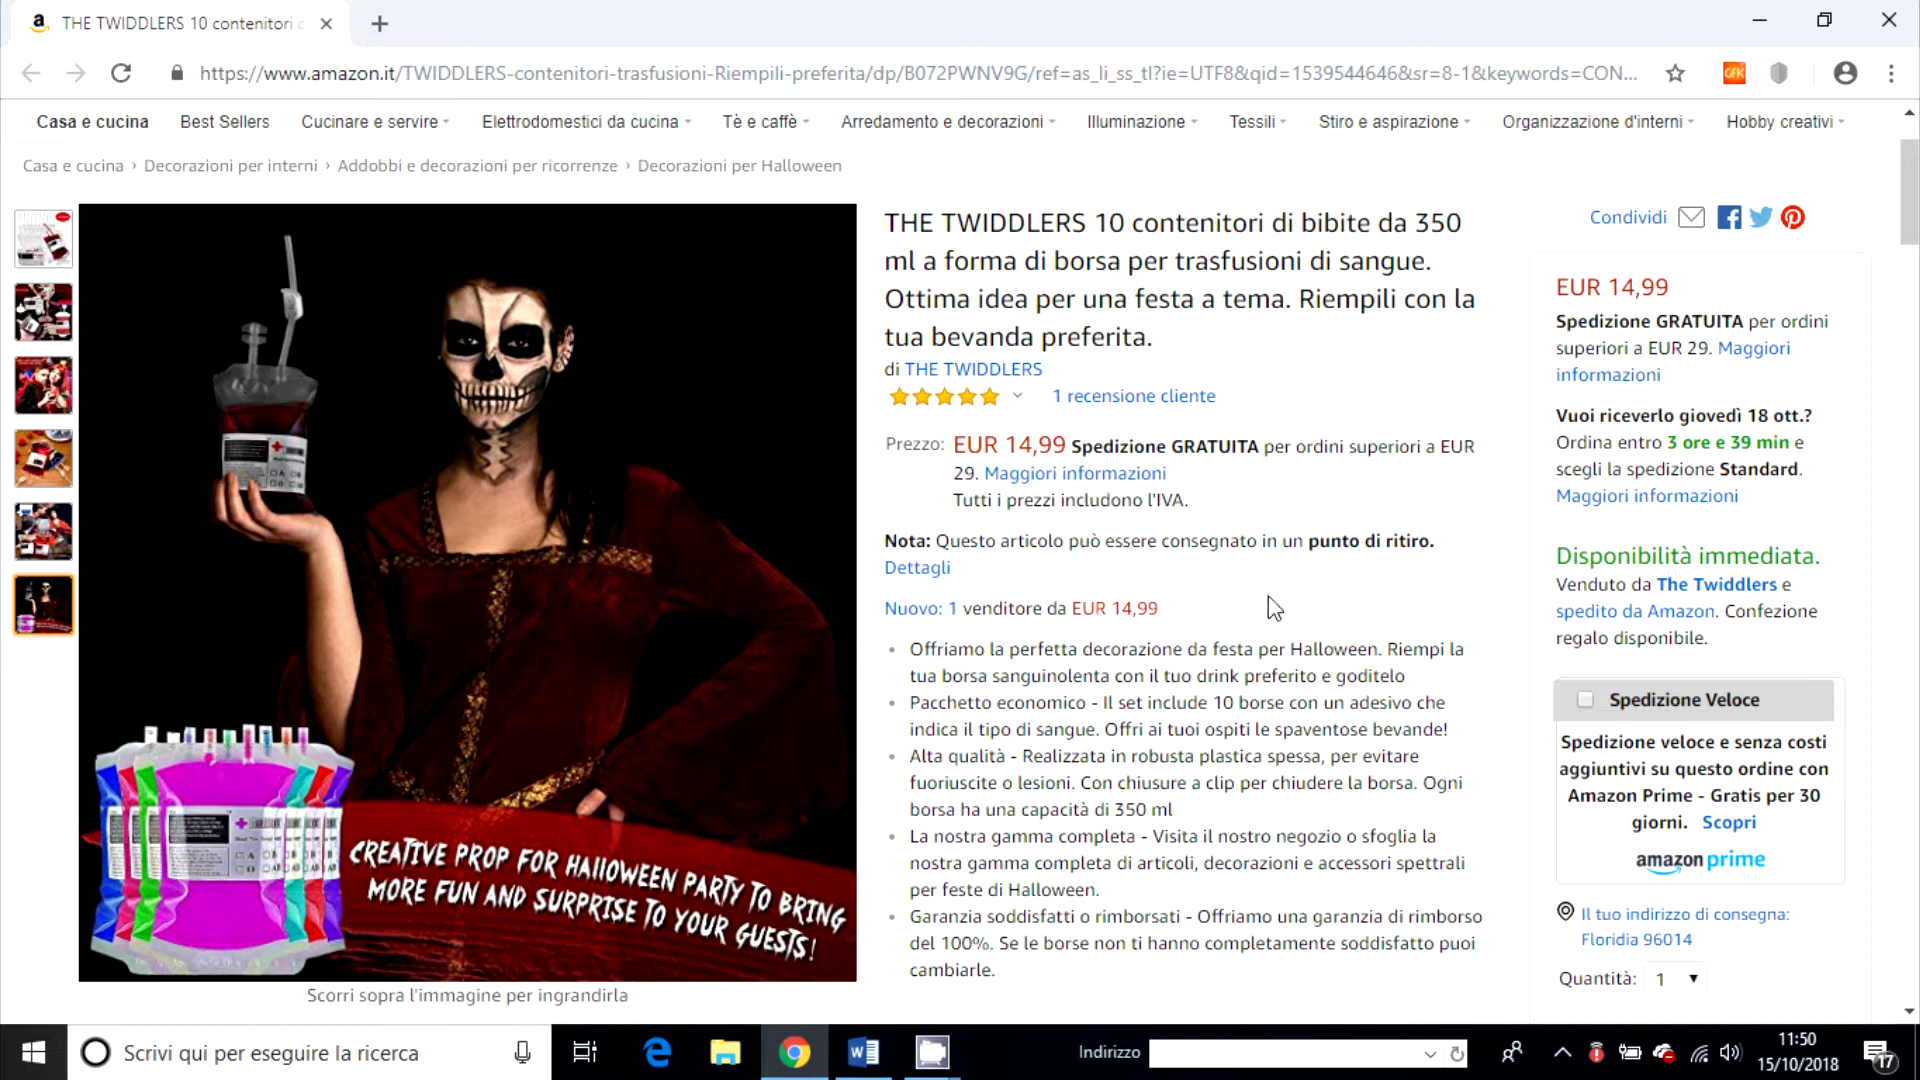 THE TWIDDLERS 10 contenitori
https://www.amazon.it/TWIDDLERS-contenitori-trasfusioni-Riempili-preferita/dp/B072PWNV9G/ref=as_li_ss_tl?ie=UTF8&qid=1539544646&sr=8-1&keywords=CON...
Casa e cucina Best Sellers Cucinare e servire Elettrodomestici da cucina Tè e caffè Arredamento e decorazioni Illuminazione Tessili Stiro e aspirazione Organizzazione d'interni Hobby creativi
Casa e cucina › Decorazioni per interni › Addobbi e decorazioni per ricorrenze › Decorazioni per Halloween
CREATIVE PROP FOR HALLOWEEN PARTY TO BRING
MORE FUN AND SURPRISE TO YOUR GUESTS!
Scorri sopra l'immagine per ingrandirla
THE TWIDDLERS 10 contenitori di bibite da 350
ml a forma di borsa per trasfusioni di sangue.
Ottima idea per una festa a tema. Riempili con la
tua bevanda preferita.
di THE TWIDDLERS
1 recensione cliente
Prezzo: EUR 14,99 Spedizione GRATUITA per ordini superiori a EUR
29. Maggiori informazioni
Tutti i prezzi includono l'IVA.
Nota: Questo articolo può essere consegnato in un punto di ritiro.
Dettagli
Nuovo: 1 venditore da EUR 14,99
Offriamo la perfetta decorazione da festa per Halloween. Riempi la
tua borsa sanguinolenta con il tuo drink preferito e goditelo
Pacchetto economico - Il set include 10 borse con un adesivo che
indica il tipo di sangue. Offri ai tuoi ospiti le spaventose bevande!
Alta qualità - Realizzata in robusta plastica spessa, per evitare
fuoriuscite o lesioni. Con chiusure a clip per chiudere la borsa. Ogni
borsa ha una capacità di 350 ml
La nostra gamma completa - Visita il nostro negozio o sfoglia la
nostra gamma completa di articoli, decorazioni e accessori spettrali
per feste di Halloween.
Garanzia soddisfatti o rimborsati - Offriamo una garanzia di rimborso
del 100%. Se le borse non ti hanno completamente soddisfatto puoi
cambiarle.
Condividi
EUR 14,99
Spedizione GRATUITA per ordini
superiori a EUR 29. Maggiori
informazioni
Vuoi riceverlo giovedì 18 ott.?
Ordina entro 3 ore e 39 min e
scegli la spedizione Standard.
Maggiori informazioni
Disponibilità immediata.
Venduto da The Twiddlers e
spedito da Amazon. Confezione
regalo disponibile.
Spedizione Veloce
Spedizione veloce e senza costi
aggiuntivi su questo ordine con
Amazon Prime - Gratis per 30
giorni. Scopri
amazon prime
Il tuo indirizzo di consegna:
Floridia 96014
Quantità: 1
Scrivi qui per eseguire la ricerca
Indirizzo
11:50
15/10/2018
17